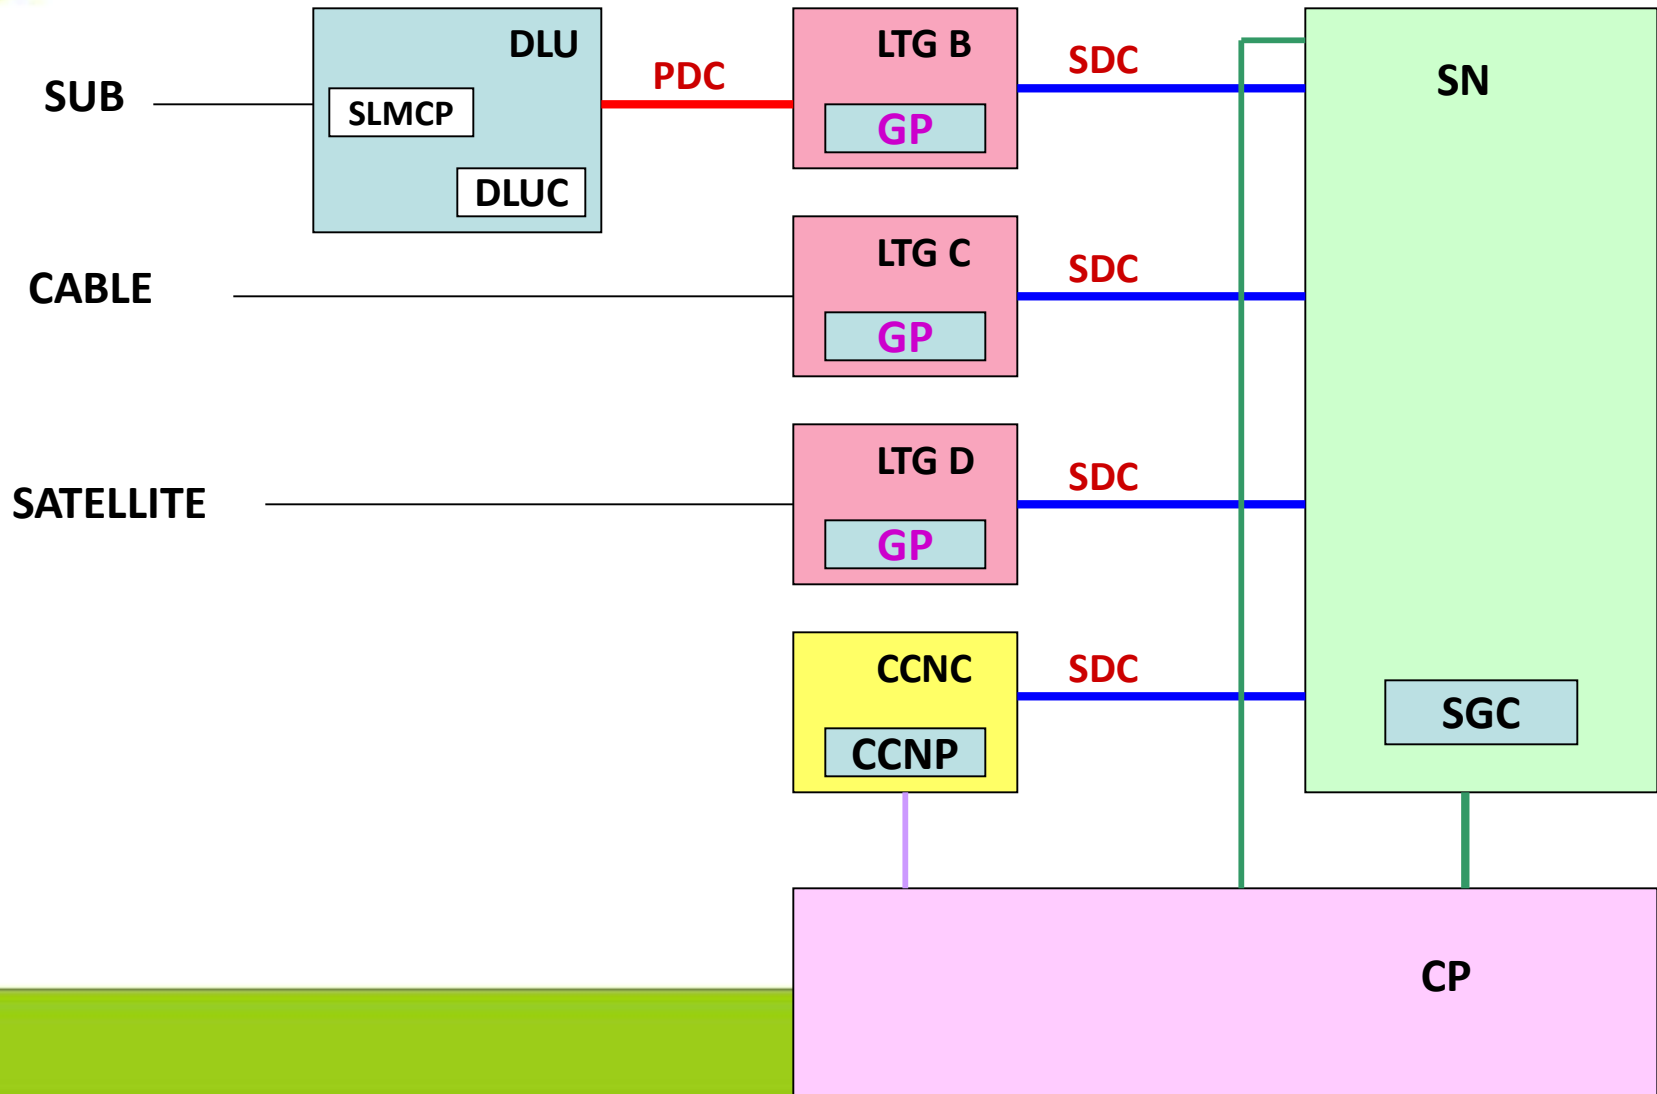 DLU
LTG B
SDC
PDC
SN
SUB
SLMCP
GP
DLUC
LTG C
SDC
CABLE
GP
LTG D
SDC
SATELLITE
GP
CCNC
SDC
SGC
CCNP
CP